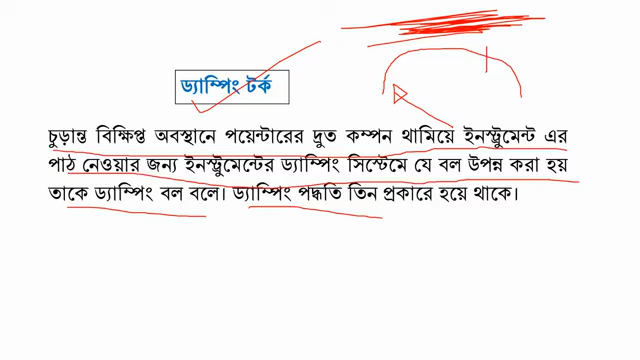 ড্যাম্পিং টর্ক
চুড়ান্ত বিক্ষিপ্ত অবস্থানে পয়েন্টারের দ্রুত কম্পন থামিয়ে ইনস্ট্রুমেন্ট এর
পাঠ নেওয়ার জন্য ইনস্ট্রুমেন্টের ড্যাম্পিং সিস্টেমে যে বল উপন্ন করা হয়
তাকে ড্যাম্পিং বল বলে। ড্যাম্পিং পদ্ধতি তিন প্রকারে হয়ে থাকে।